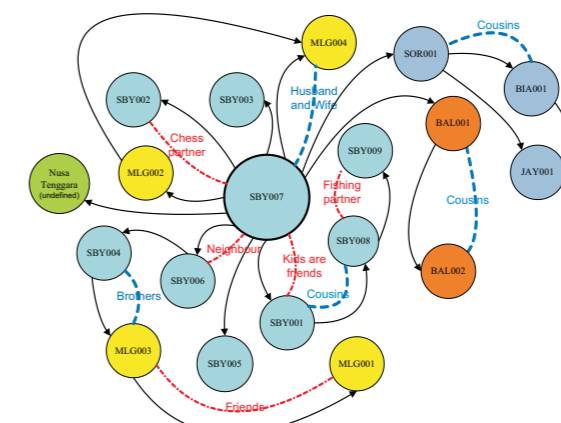 MLG004
SOR001
Cousins
BIA001
SBY002
SBY003
Husband
and Wife
BAL001
Chess
partner
SBY009
MLG002
JAY001
Nusa
Tenggara
(undefined)
SBY007
Fishing
partner
Cousins
SBY004
Neighbour
SBY008
Kids are
friends
BAL002
SBY006
Brothers
Cousins
SBY001
MLG003
SBY005
MLG001
Friends